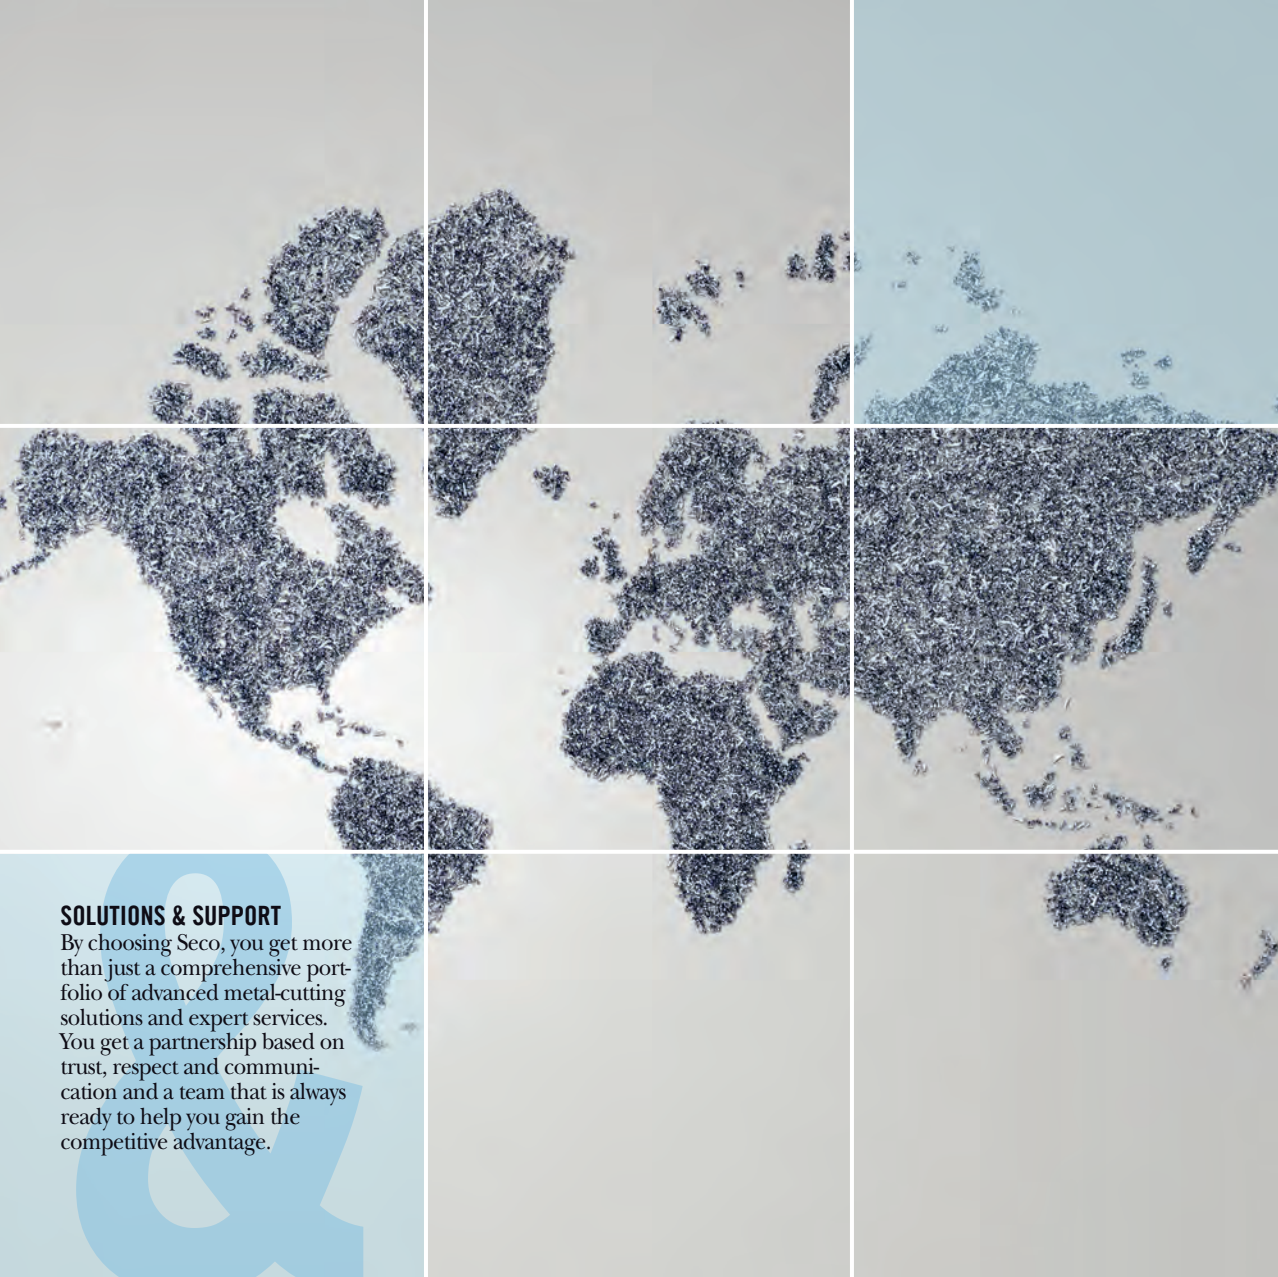 SOLUTIONS & SUPPORT
By choosing Seco, you get more
than just a comprehensive port-
folio of advanced metal-cutting
solutions and expert services.
You get a partnership based on
trust, respect and communi-
cation and a team that is always
ready to help you gain the
competitive advantage.
&